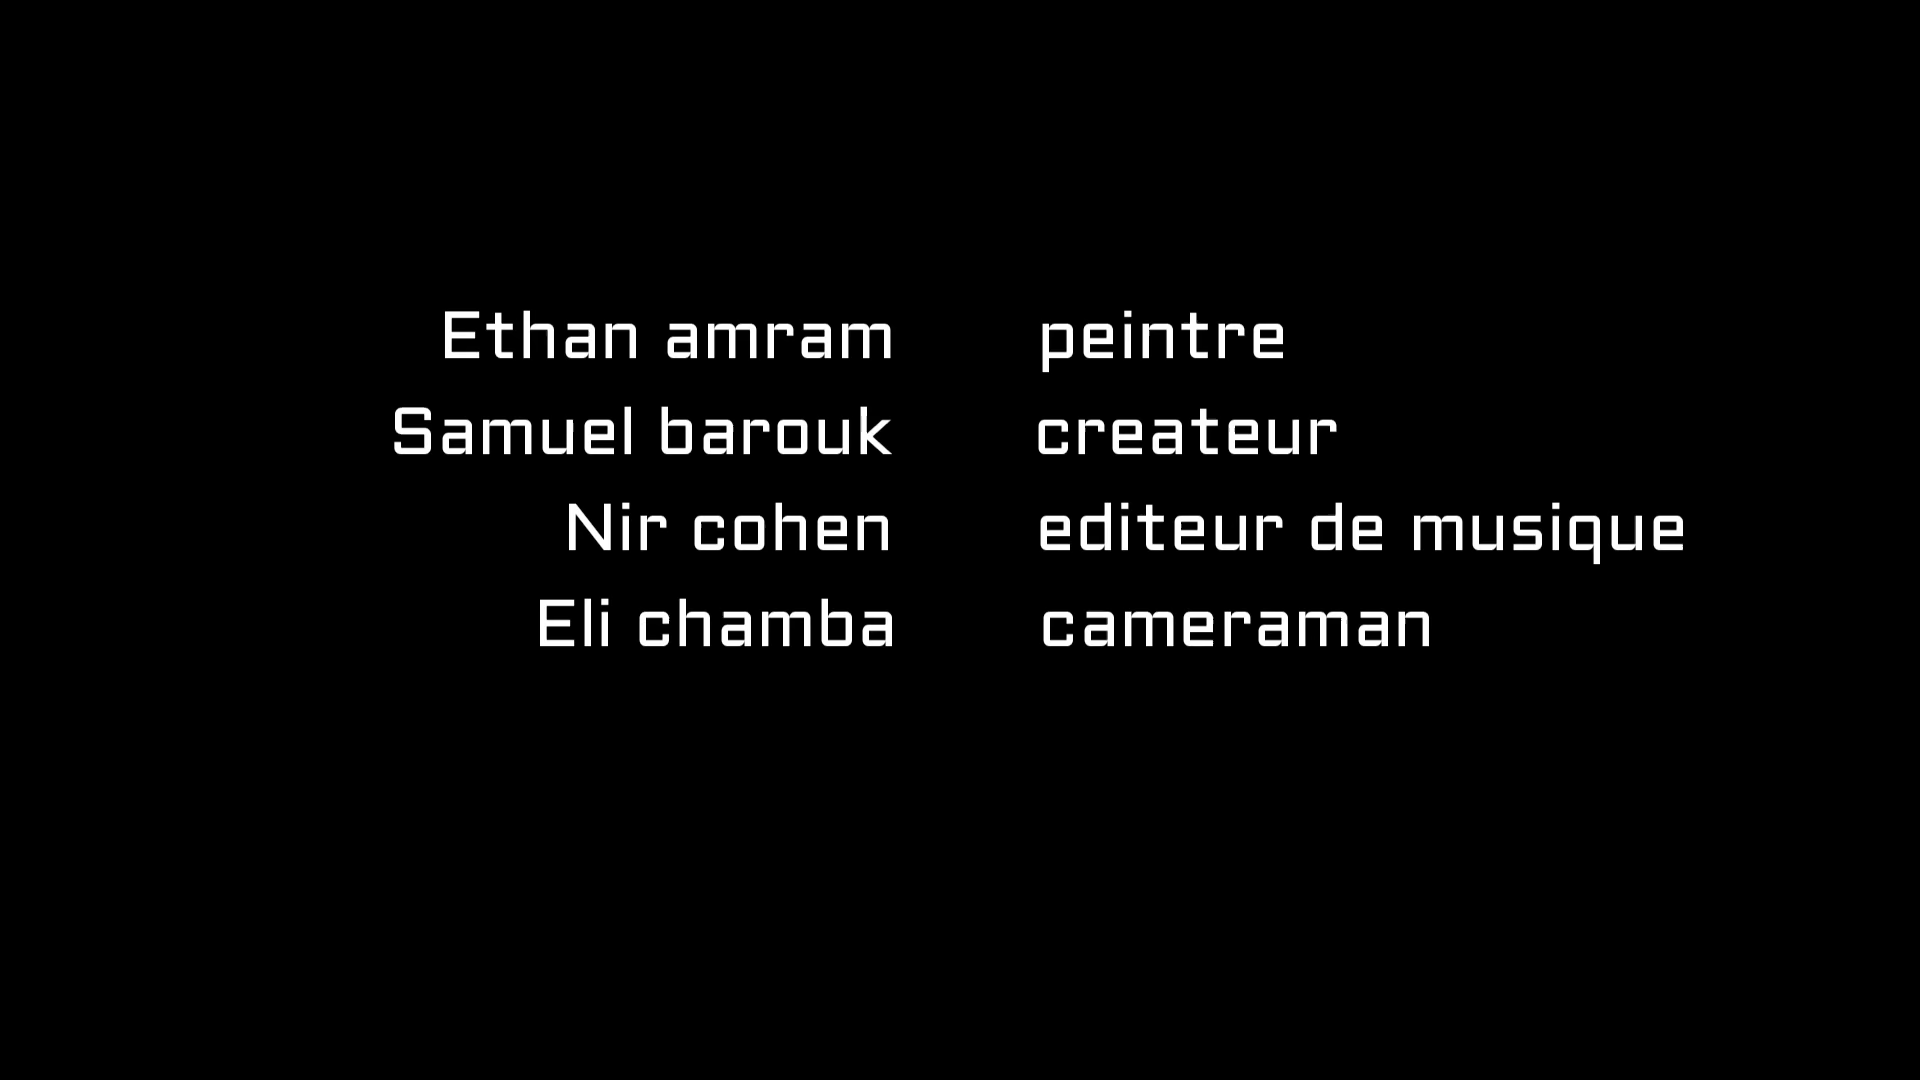 Ethan amram peintre
Samuel barouk createur
Nir cohen editeur de musique
Eli chamba cameraman